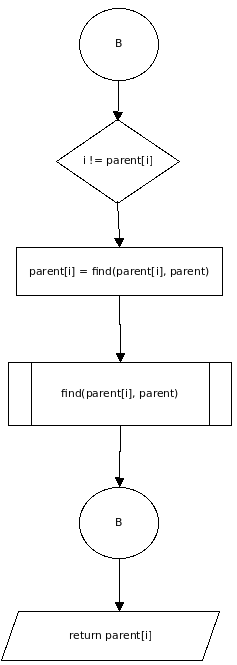 B
i != parent[i]
parent[i] = find(parent[i], parent)
find(parent[i], parent)
B
return parent[i]